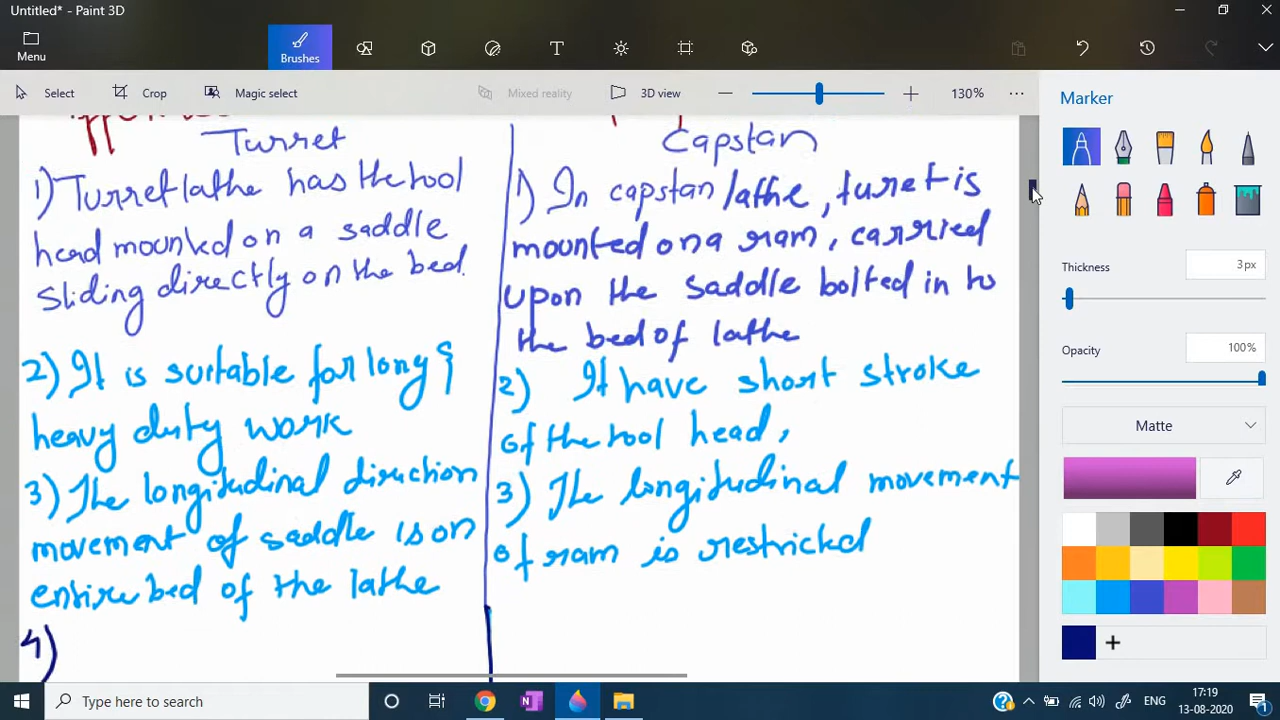 Untitled* - Paint 3D
Menu
Brushes
Select
Crop
Magic select
Mixed reality
3D view
130%
Turret
1) Turret lathe has the tool
head mounted on a saddle
sliding directly on the bed.
2) It is suitable for long &
heavy duty work
3) The longitudinal diruction
movement of saddle is on
entire bed of the lathe
4)
Capstan
1) In capstan lathe, turet is
mounted on a ram, carried
upon the saddle bolted in to
the bed of lathe
2) It have short stroke
of the tool head,
3) The longitudinal movement
of ram is restricted
Marker
Thickness
3px
Opacity
100%
Matte
Type here to search
ENG
17:19
13-08-2020
1